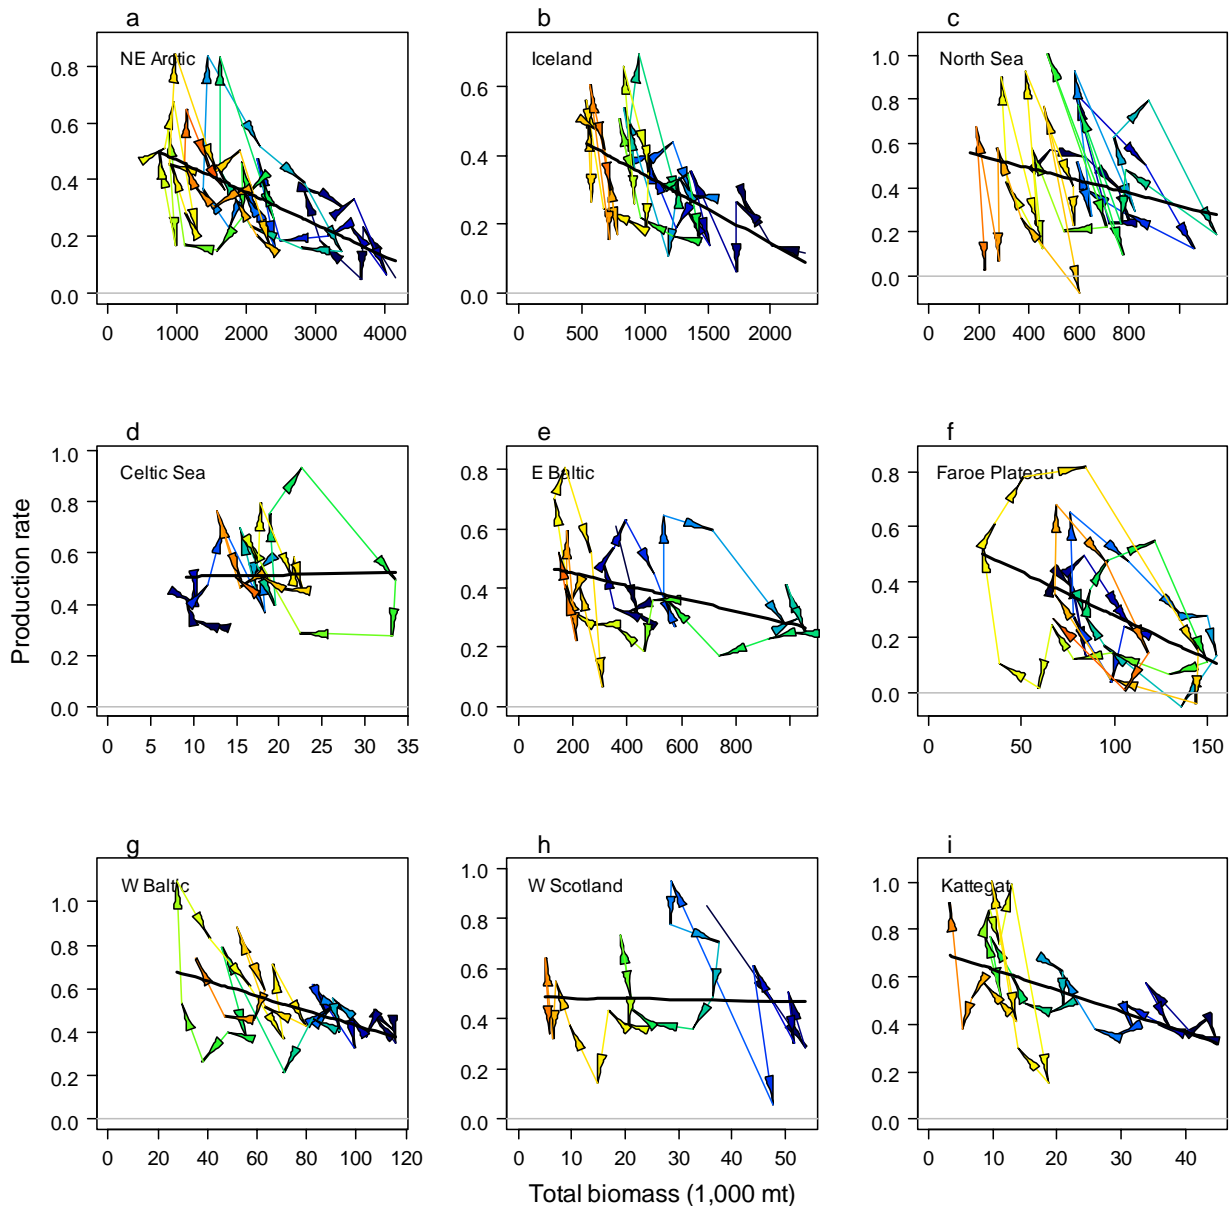 a
NE Arctic
0.0 0.2 0.4 0.6 0.8
0 1000 2000 3000 4000
b
Iceland
0.0 0.2 0.4 0.6
0 500 1000 1500 2000
c
North Sea
0.0 0.2 0.4 0.6 0.8 1.0
0 200 400 600 800
d
Celtic Sea
0.0 0.2 0.4 0.6 0.8 1.0
0 5 10 15 20 25 30 35
e
E Baltic
0.0 0.2 0.4 0.6 0.8
0 200 400 600 800
f
Faroe Plateau
0.0 0.2 0.4 0.6 0.8
0 50 100 150
g
W Baltic
0.0 0.2 0.4 0.6 0.8 1.0
0 20 40 60 80 100 120
h
W Scotland
0.0 0.2 0.4 0.6 0.8 1.0
0 10 20 30 40 50
i
Kattegat
0.0 0.2 0.4 0.6 0.8 1.0
0 10 20 30 40
Production rate
Total biomass (1,000 mt)